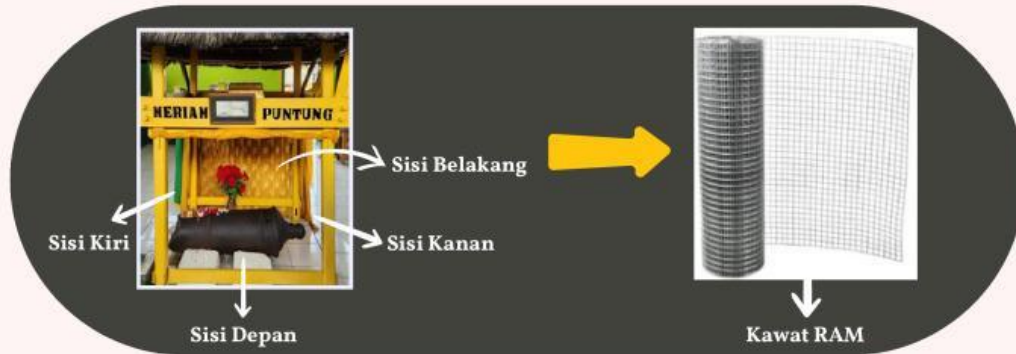 MERIAM PUNTUNG
Sisi Belakang
Sisi Kiri
Sisi Kanan
Sisi Depan
Kawat RAM